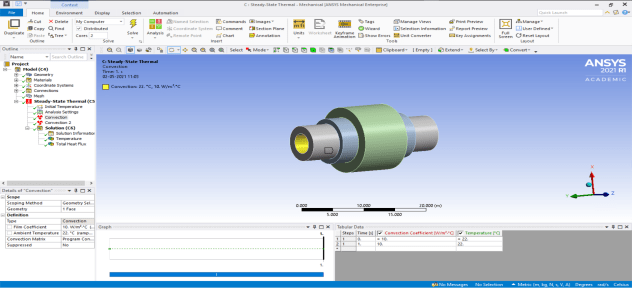 C : Steady-State Thermal - Mechanical [ANSYS Mechanical Enterprise]
Context
File Home Environment Display Selection Automation
Quick Launch
Duplicate Cut Copy Paste Delete Find Tree
My Computer
Distributed
Cores 2
Solve
Analysis
Named Selection
Coordinate System
Remote Point
Commands
Comment
Chart
Images
Section Plane
Annotation
Units Worksheet Keyframe Animation
Tags
Wizard
Show Errors
Manage Views
Selection Information
Unit Converter
Print Preview
Report Preview
Key Assignments
Full Screen
Manage
User Defined
Reset Layout
Outline Solve Insert Tools Layout
Select Mode Clipboard [ Empty ] Extend Select By Convert
Outline
Name Search Outline
Project
Model (C4)
Geometry
Materials
Coordinate Systems
Connections
Mesh
Steady-State Thermal (C5
Initial Temperature
Analysis Settings
Convection
Convection 2
Solution (C6)
Solution Informatio
Temperature
Total Heat Flux
C: Steady-State Thermal
Convection
Time: 1. s
Convection: 22. °C, 10. W/m²·°C
ANSYS
2021 R1
ACADEMIC
0.000 10.000 20.000 (m)
5.000 15.000
X
Y Z
Details of "Convection"
Scope
Scoping Method Geometry Sel...
Geometry 1 Face
Definition
Type Convection
Film Coefficient 10. W/m²·°C (...
Ambient Temperature 22. °C (ramp...
Convection Matrix Program Con...
Suppressed No
Graph
1.
1.
1
Tabular Data
Steps Time [s] Convection Coefficient [W/m²·°C] Temperature [°C]
1 1 0. = 10. = 22.
2 1 1. 10. 22.
*
No Messages No Selection Metric (m, kg, N, s, V, A) Degrees rad/s Celsius